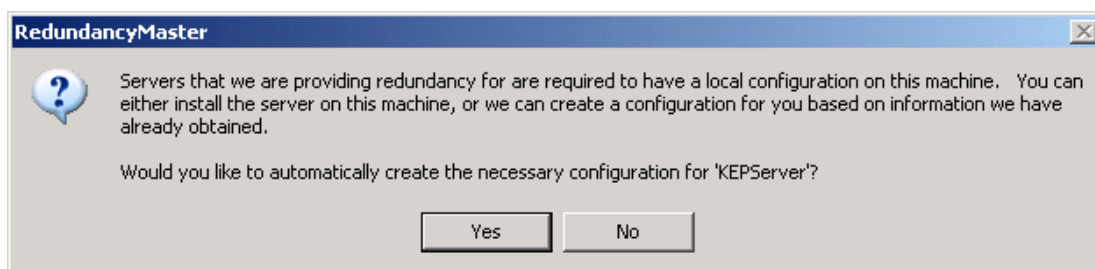 RedundancyMaster
Servers that we are providing redundancy for are required to have a local configuration on this machine.  You can
either install the server on this machine, or we can create a configuration for you based on information we have
already obtained.
Would you like to automatically create the necessary configuration for 'KEPServer'?
Yes
No